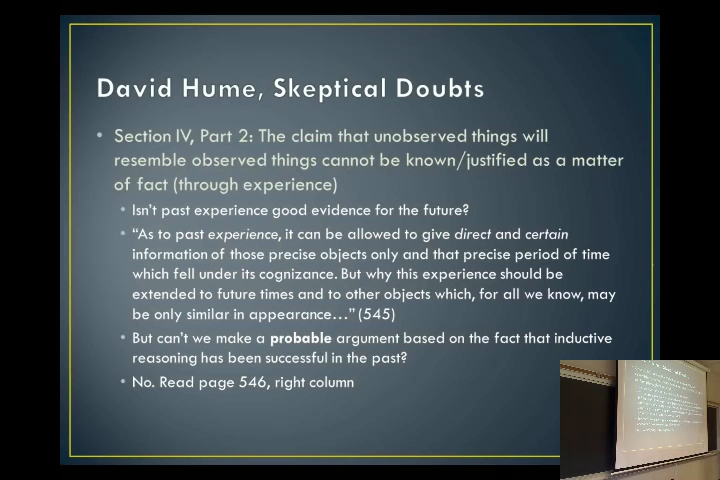 David Hume, Skeptical Doubts
• Section IV, Part 2: The claim that unobserved things will
resemble observed things cannot be known/justified as a matter
of fact (through experience)
• Isn't past experience good evidence for the future?
• “As to past experience, it can be allowed to give direct and certain
information of those precise objects only and that precise period of time
which fell under its cognizance. But why this experience should be
extended to future times and to other objects which, for all we know, may
be only similar in appearance…” (545)
• But can't we make a probable argument based on the fact that inductive
reasoning has been successful in the past?
• No. Read page 546, right column